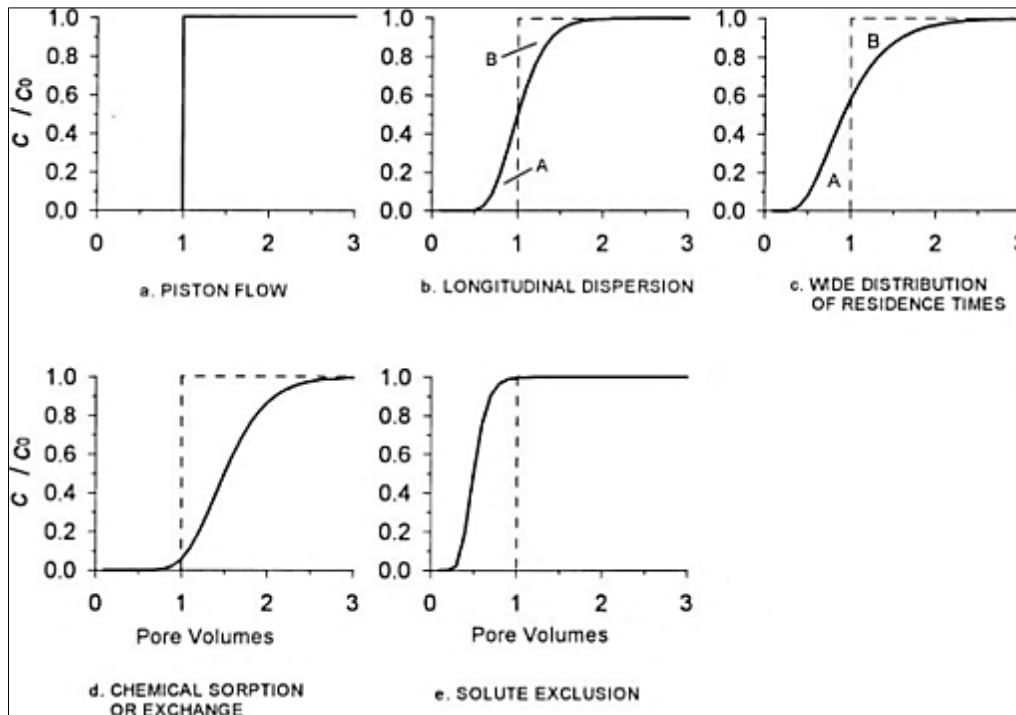 C / C0
1.0
0.8
0.6
0.4
0.2
0.0
0 1 2 3
a. PISTON FLOW
1.0
0.8
0.6
0.4
0.2
0.0
B
A
0 1 2 3
b. LONGITUDINAL DISPERSION
1.0
0.8
0.6
0.4
0.2
0.0
B
A
0 1 2 3
c. WIDE DISTRIBUTION
OF RESIDENCE TIMES
C / C0
1.0
0.8
0.6
0.4
0.2
0.0
0 1 2 3
Pore Volumes
d. CHEMICAL SORPTION
OR EXCHANGE
1.0
0.8
0.6
0.4
0.2
0.0
0 1 2 3
Pore Volumes
e. SOLUTE EXCLUSION